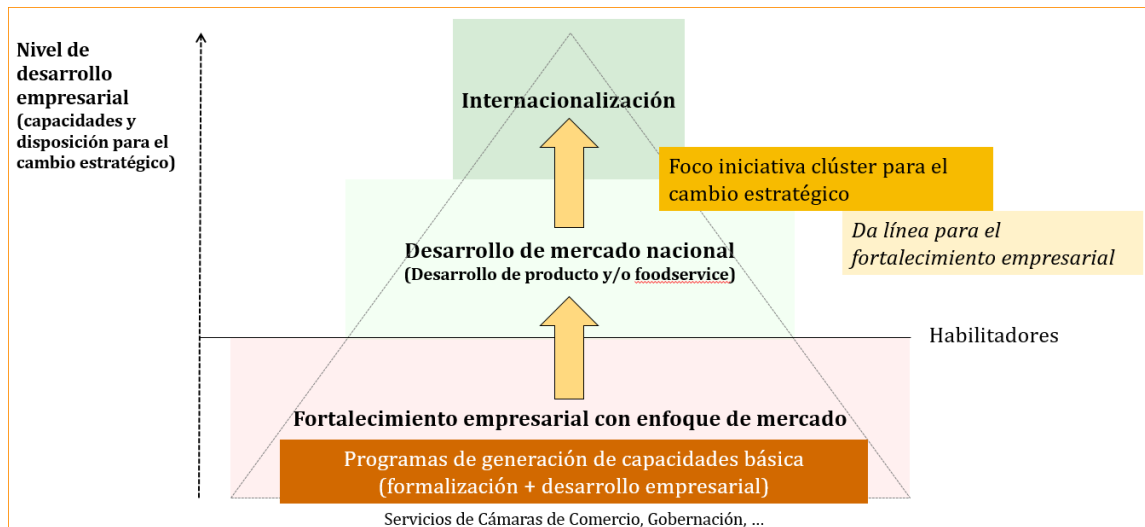 Nivel de
desarrollo
empresarial
(capacidades y
disposición para el
cambio estratégico)
Internacionalización
Foco iniciativa clúster para el
cambio estratégico
Da línea para el
fortalecimiento empresarial
Desarrollo de mercado nacional
(Desarrollo de producto y/o foodservice)
Habilitadores
Fortalecimiento empresarial con enfoque de mercado
Programas de generación de capacidades básica
(formalización + desarrollo empresarial)
Servicios de Cámaras de Comercio, Gobernación, ...